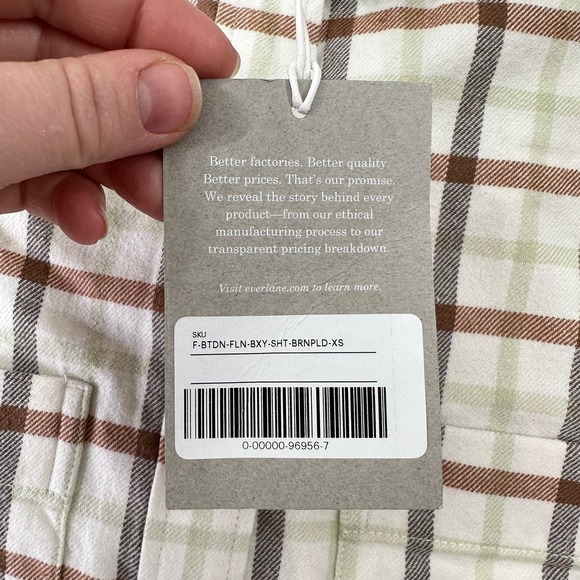 Better factories. Better quality.
Better prices. That's our promise.
We reveal the story behind every
product—from our ethical
manufacturing process to our
transparent pricing breakdown.
Visit everlane.com to learn more.
SKU
F-BTDN-FLN-BXY-SHT-BRNPLD-XS
0-00000-96956-7